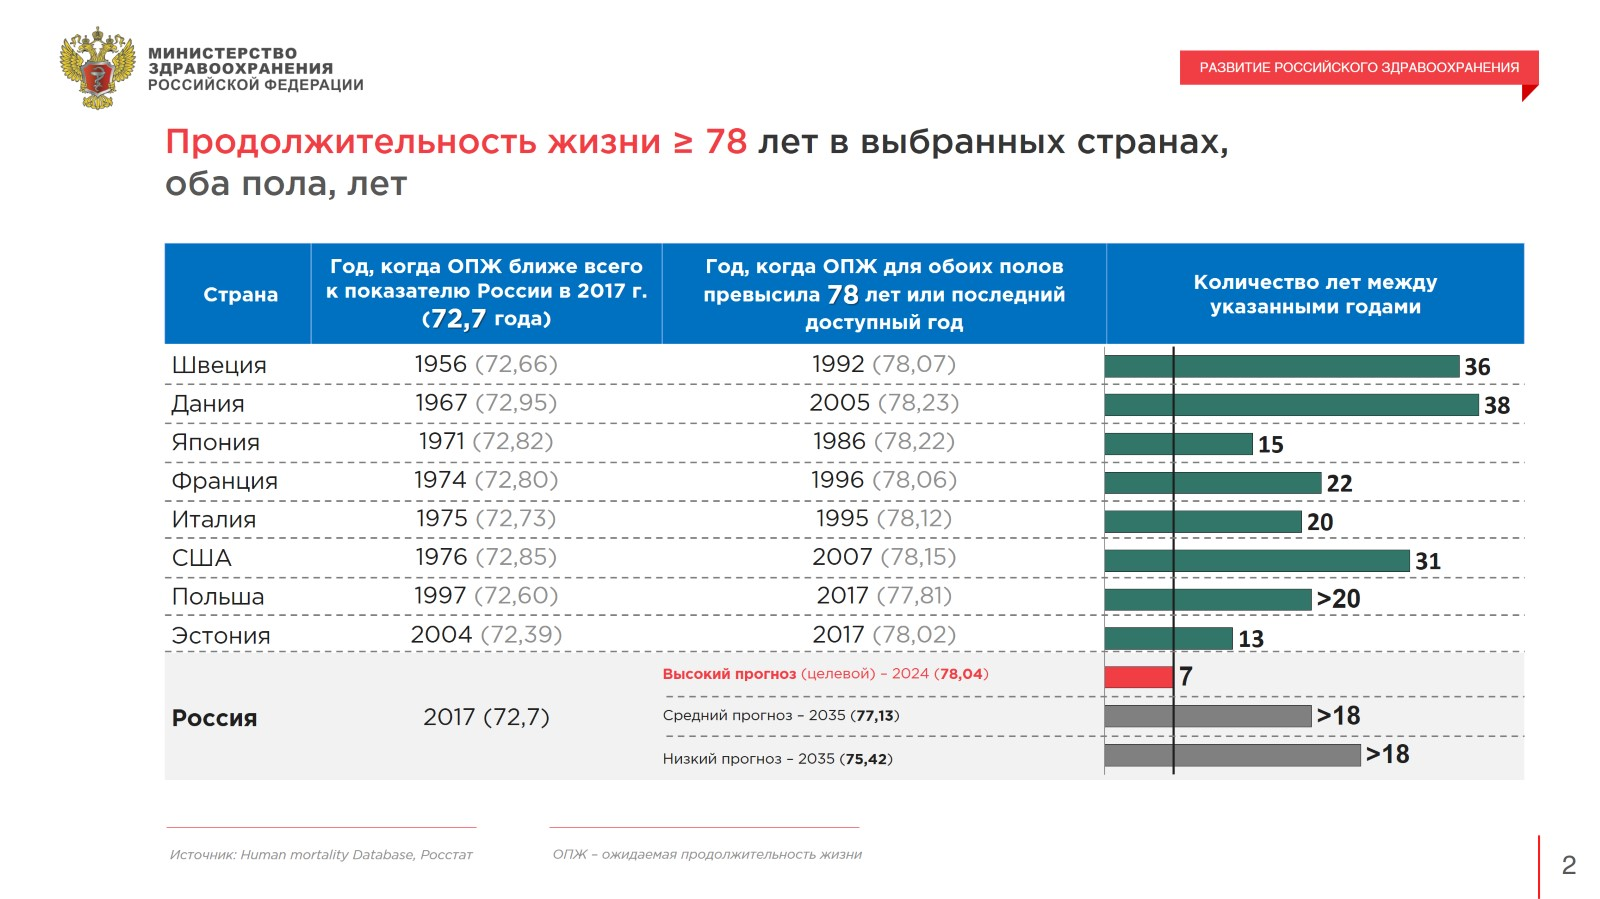 МИНИСТЕРСТВО
ЗДРАВООХРАНЕНИЯ
РОССИЙСКОЙ ФЕДЕРАЦИИ
РАЗВИТИЕ РОССИЙСКОГО ЗДРАВООХРАНЕНИЯ
Продолжительность жизни ≥ 78 лет в выбранных странах,
оба пола, лет
Страна
Год, когда ОПЖ ближе всего
к показателю России в 2017 г.
(72,7 года)
Год, когда ОПЖ для обоих полов
превысила 78 лет или последний
доступный год
Количество лет между
указанными годами
Швеция 1956 (72,66) 1992 (78,07) 36
Дания 1967 (72,95) 2005 (78,23) 38
Япония 1971 (72,82) 1986 (78,22) 15
Франция 1974 (72,80) 1996 (78,06) 22
Италия 1975 (72,73) 1995 (78,12) 20
США 1976 (72,85) 2007 (78,15) 31
Польша 1997 (72,60) 2017 (77,81) >20
Эстония 2004 (72,39) 2017 (78,02) 13
Высокий прогноз (целевой) – 2024 (78,04) 7
Россия 2017 (72,7) Средний прогноз – 2035 (77,13) >18
Низкий прогноз – 2035 (75,42) >18
Источник: Human mortality Database, Росстат
ОПЖ – ожидаемая продолжительность жизни
2